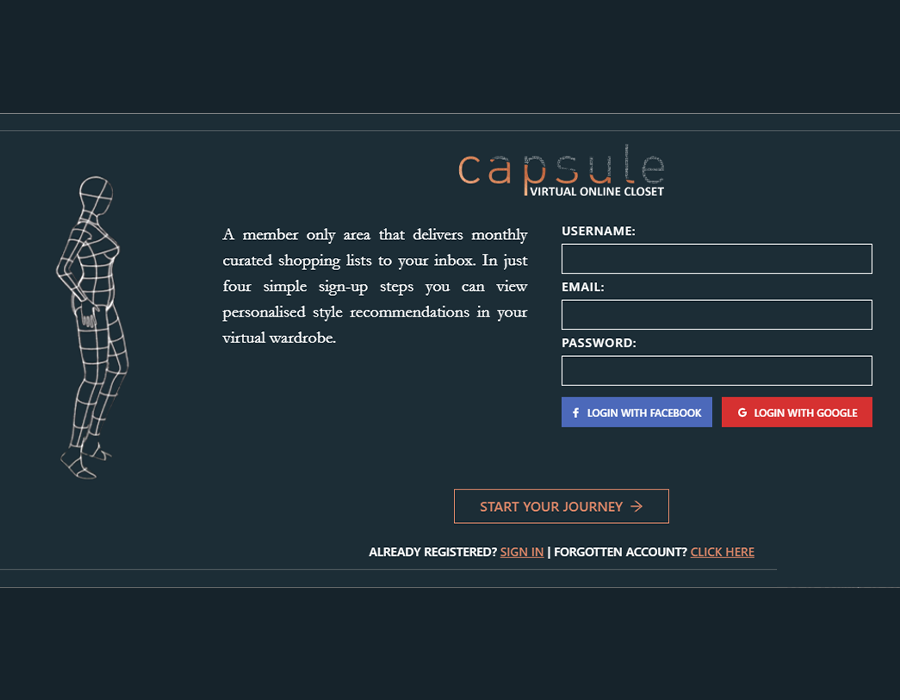 capsule
VIRTUAL ONLINE CLOSET
A member only area that delivers monthly
curated shopping lists to your inbox. In just
four simple sign-up steps you can view
personalised style recommendations in your
virtual wardrobe.
USERNAME:
EMAIL:
PASSWORD:
f LOGIN WITH FACEBOOK
G LOGIN WITH GOOGLE
START YOUR JOURNEY →
ALREADY REGISTERED? SIGN IN | FORGOTTEN ACCOUNT? CLICK HERE